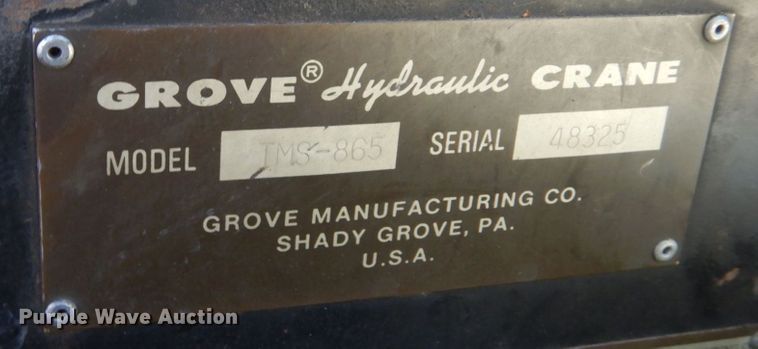 GROVE® Hydraulic CRANE
MODEL TMS-865 SERIAL 48325
GROVE MANUFACTURING CO.
SHADY GROVE, PA.
U.S.A.
Purple Wave Auction